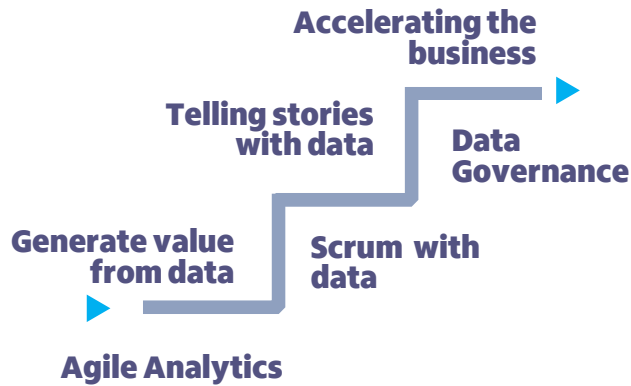 Accelerating the
business
Telling stories
with data
Data
Governance
Generate value
from data
Scrum with
data
Agile Analytics